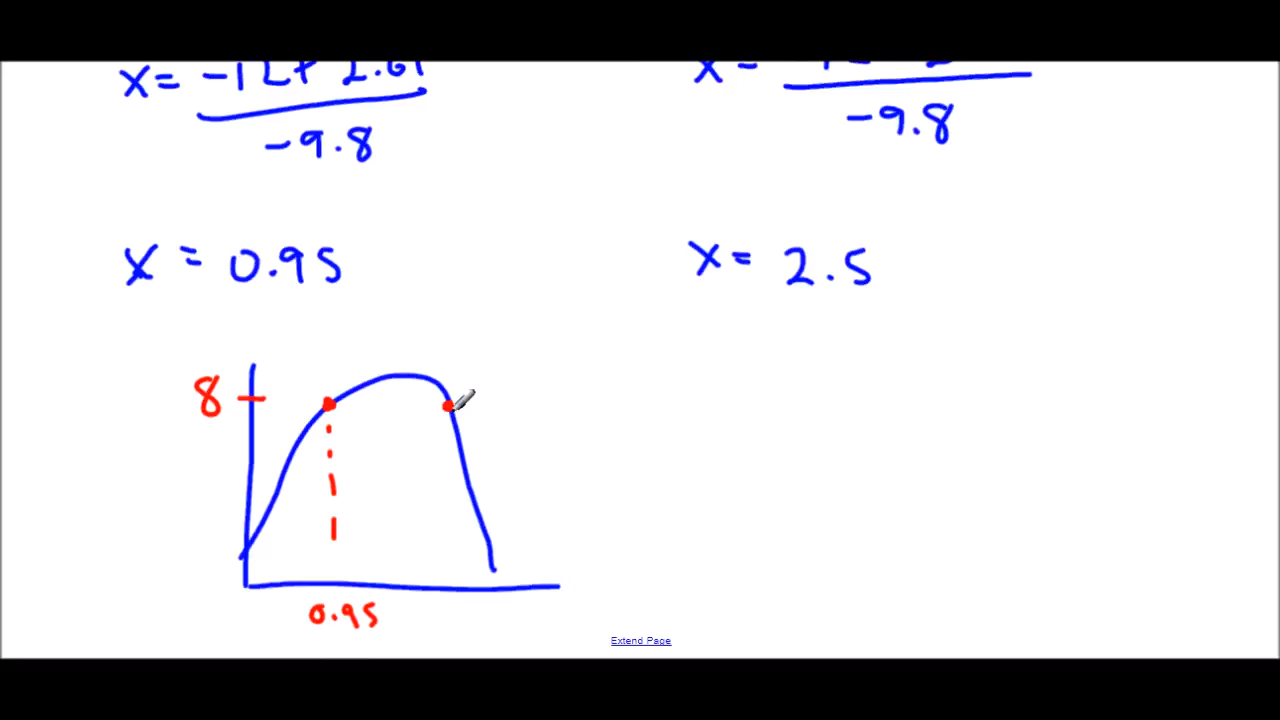 x = -12 + 2.61
-9.8
x =
-9.8
x = 0.95
x = 2.5
8
0.95
Extend Page